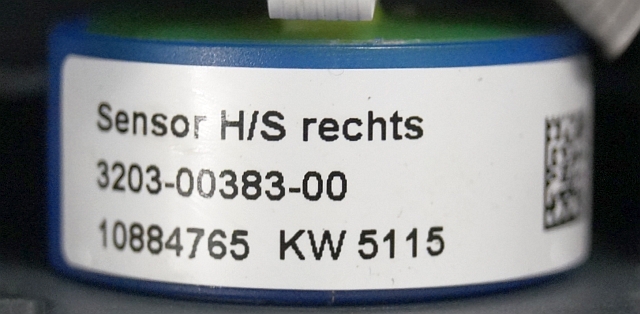 Sensor H/S rechts
3203-00383-00
10884765 KW 5115